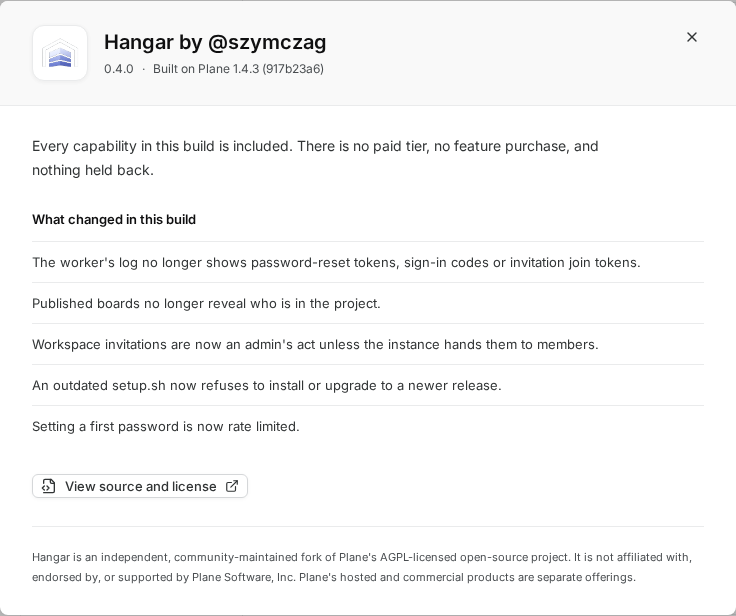 Hangar by @szymczag
0.4.0 · Built on Plane 1.4.3 (917b23a6)
Every capability in this build is included. There is no paid tier, no feature purchase, and
nothing held back.
What changed in this build
The worker's log no longer shows password-reset tokens, sign-in codes or invitation join tokens.
Published boards no longer reveal who is in the project.
Workspace invitations are now an admin's act unless the instance hands them to members.
An outdated setup.sh now refuses to install or upgrade to a newer release.
Setting a first password is now rate limited.
View source and license
Hangar is an independent, community-maintained fork of Plane's AGPL-licensed open-source project. It is not affiliated with,
endorsed by, or supported by Plane Software, Inc. Plane's hosted and commercial products are separate offerings.